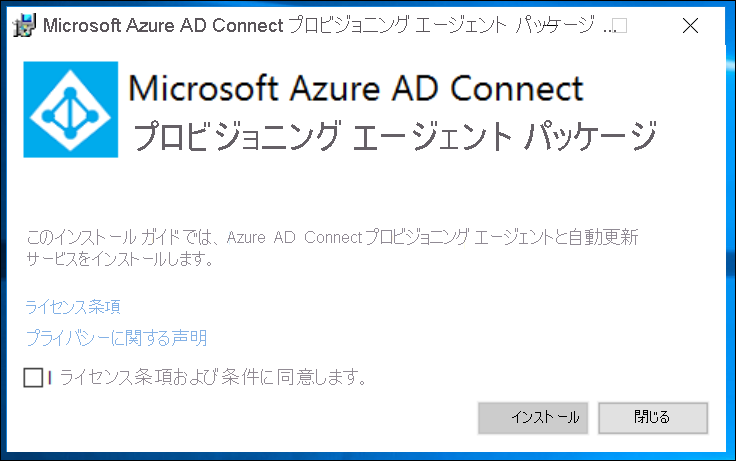 Microsoft Azure AD Connect プロビジョニング エージェント パッケージ ...
Microsoft Azure AD Connect
プロビジョニング エージェント パッケージ
このインストール ガイドでは、Azure AD Connectプロビジョニング エージェントと自動更新
サービスをインストールします。
ライセンス条項
プライバシーに関する声明
I ライセンス条項および条件に同意します。
インストール
閉じる